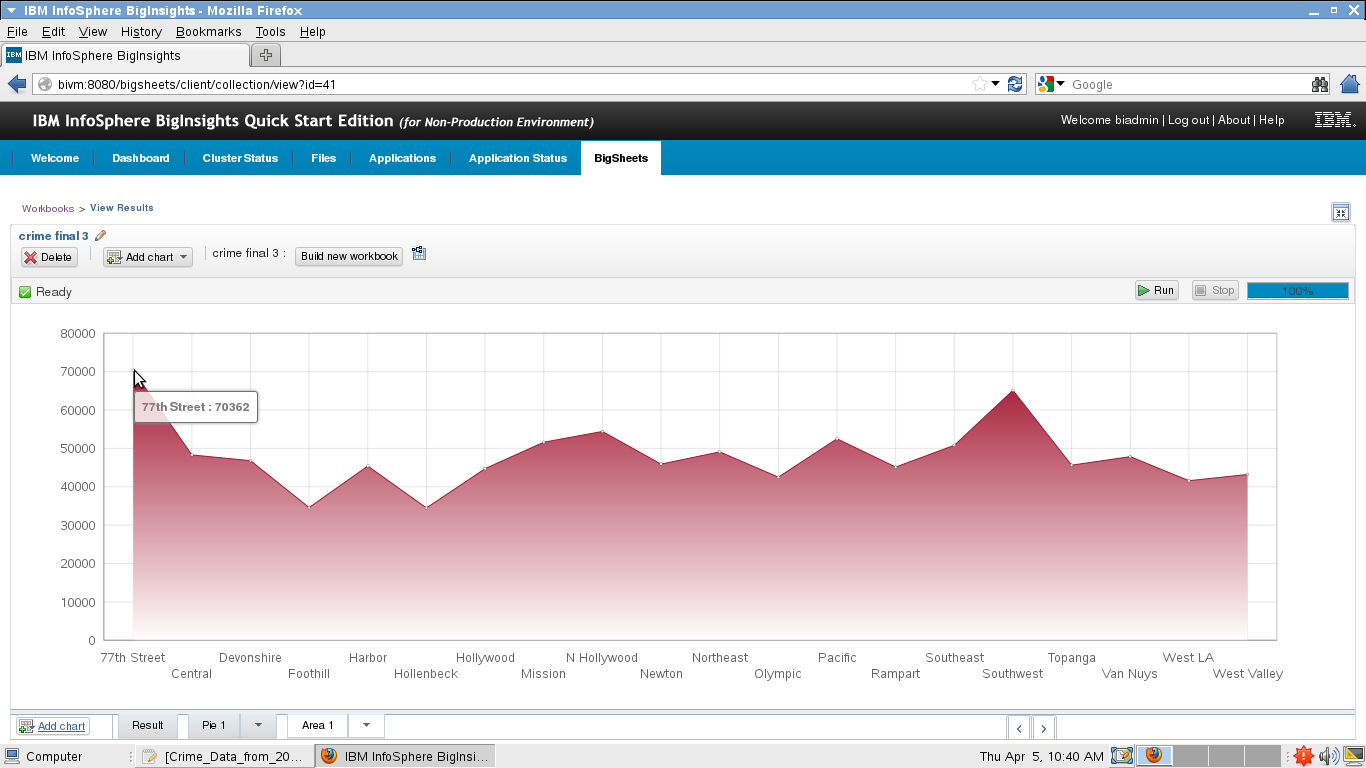 IBM InfoSphere BigInsights - Mozilla Firefox
File Edit View History Bookmarks Tools Help
IBM IBM InfoSphere BigInsights
bivm:8080/bigsheets/client/collection/view?id=41 Google
IBM InfoSphere BigInsights Quick Start Edition (for Non-Production Environment) Welcome biadmin | Log out | About | Help IBM.
Welcome Dashboard Cluster Status Files Applications Application Status BigSheets
Workbooks > View Results
crime final 3
Delete Add chart crime final 3 : Build new workbook
Ready Run Stop 100%
80000
70000
77th Street : 70362
60000
50000
40000
30000
20000
10000
0
77th Street Devonshire Harbor Hollywood N Hollywood Northeast Pacific Southeast Topanga West LA
Central Foothill Hollenbeck Mission Newton Olympic Rampart Southwest Van Nuys West Valley
Add chart Result Pie 1 Area 1 < >
Computer [Crime_Data_from_20... IBM InfoSphere BigInsi... Thu Apr 5, 10:40 AM